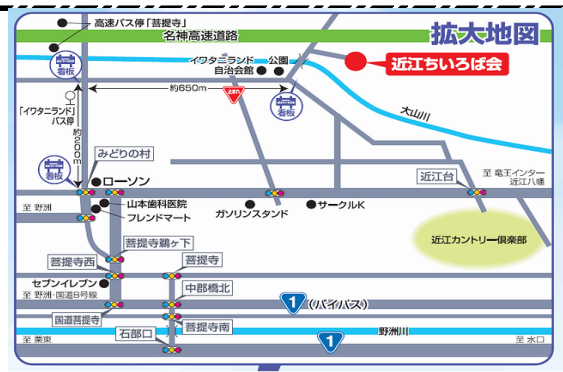 高速バス停「菩提寺」
名神高速道路
拡大地図
イワタニランド
自治会館
公園
近江ちいろば会
看板
約650m
止まれ
看板
大山川
「イワタニランド」
バス停
約200m
看板
みどりの村
ローソン
近江台
至 竜王インター
近江八幡
至 野洲
山本歯科医院
フレンドマート
ガソリンスタンド
サークルK
近江カントリー倶楽部
菩提寺鵜ヶ下
菩提寺西
菩提寺
セブンイレブン
至 野洲・国道8号線
中郡橋北
1
(バイパス)
国道菩提寺
菩提寺南
野洲川
至 栗東
石部口
1
至 水口